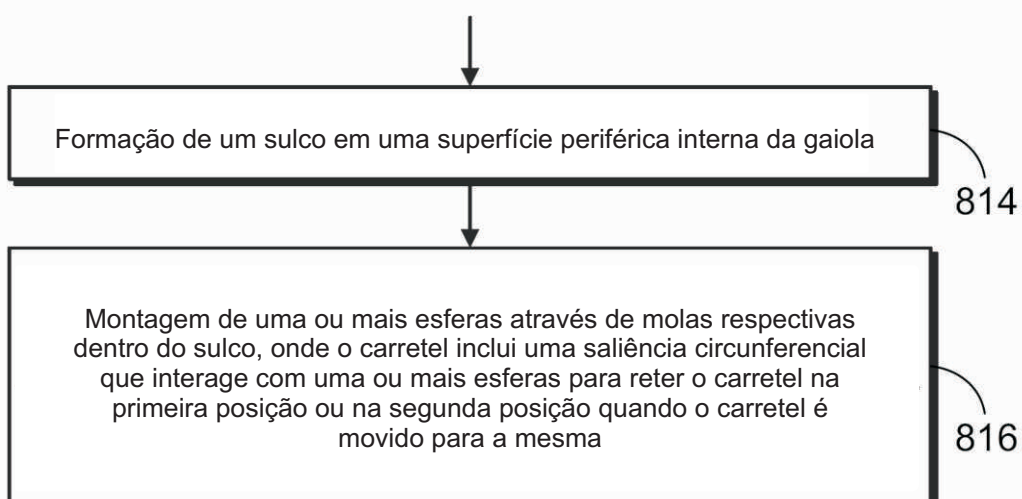 Formação de um sulco em uma superfície periférica interna da gaiola
814
Montagem de uma ou mais esferas através de molas respectivas
dentro do sulco, onde o carretel inclui uma saliência circunferencial
que interage com uma ou mais esferas para reter o carretel na
primeira posição ou na segunda posição quando o carretel é
movido para a mesma
816